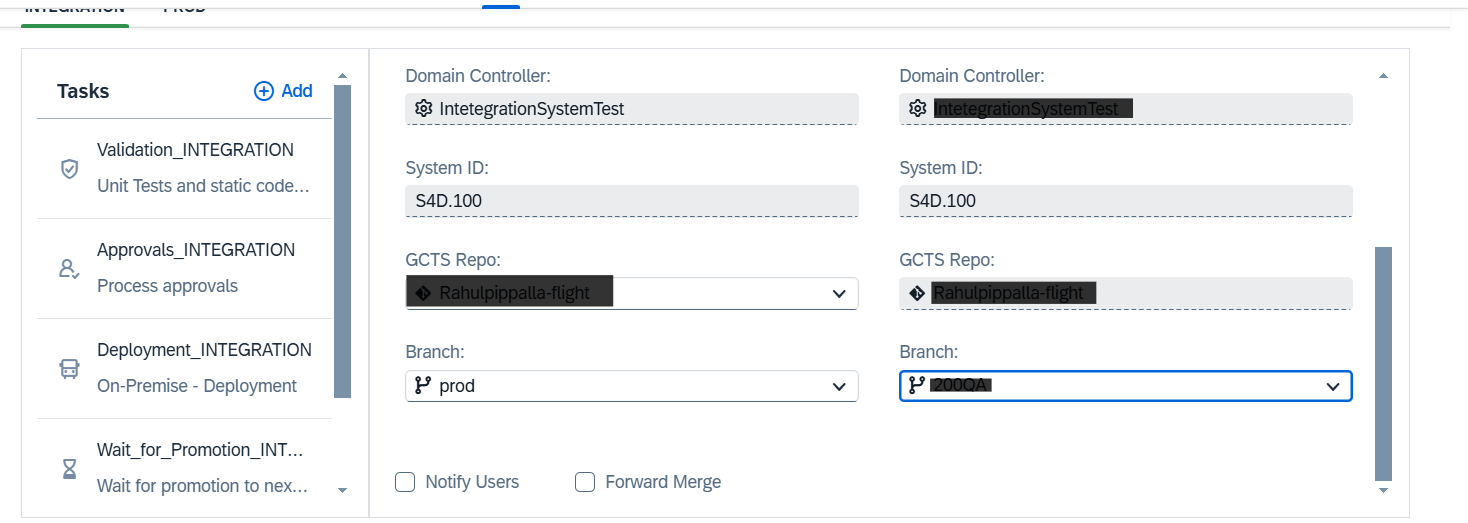 INTEGRATION PROD
Tasks
Add
Validation_INTEGRATION
Unit Tests and static code...
Approvals_INTEGRATION
Process approvals
Deployment_INTEGRATION
On-Premise - Deployment
Wait_for_Promotion_INT...
Wait for promotion to nex...
Domain Controller:
IntetegrationSystemTest
System ID:
S4D.100
GCTS Repo:
Rahulpippalla-flight
Branch:
prod
Domain Controller:
IntetegrationSystemTest
System ID:
S4D.100
GCTS Repo:
Rahulpippalla-flight
Branch:
200QA
Notify Users
Forward Merge